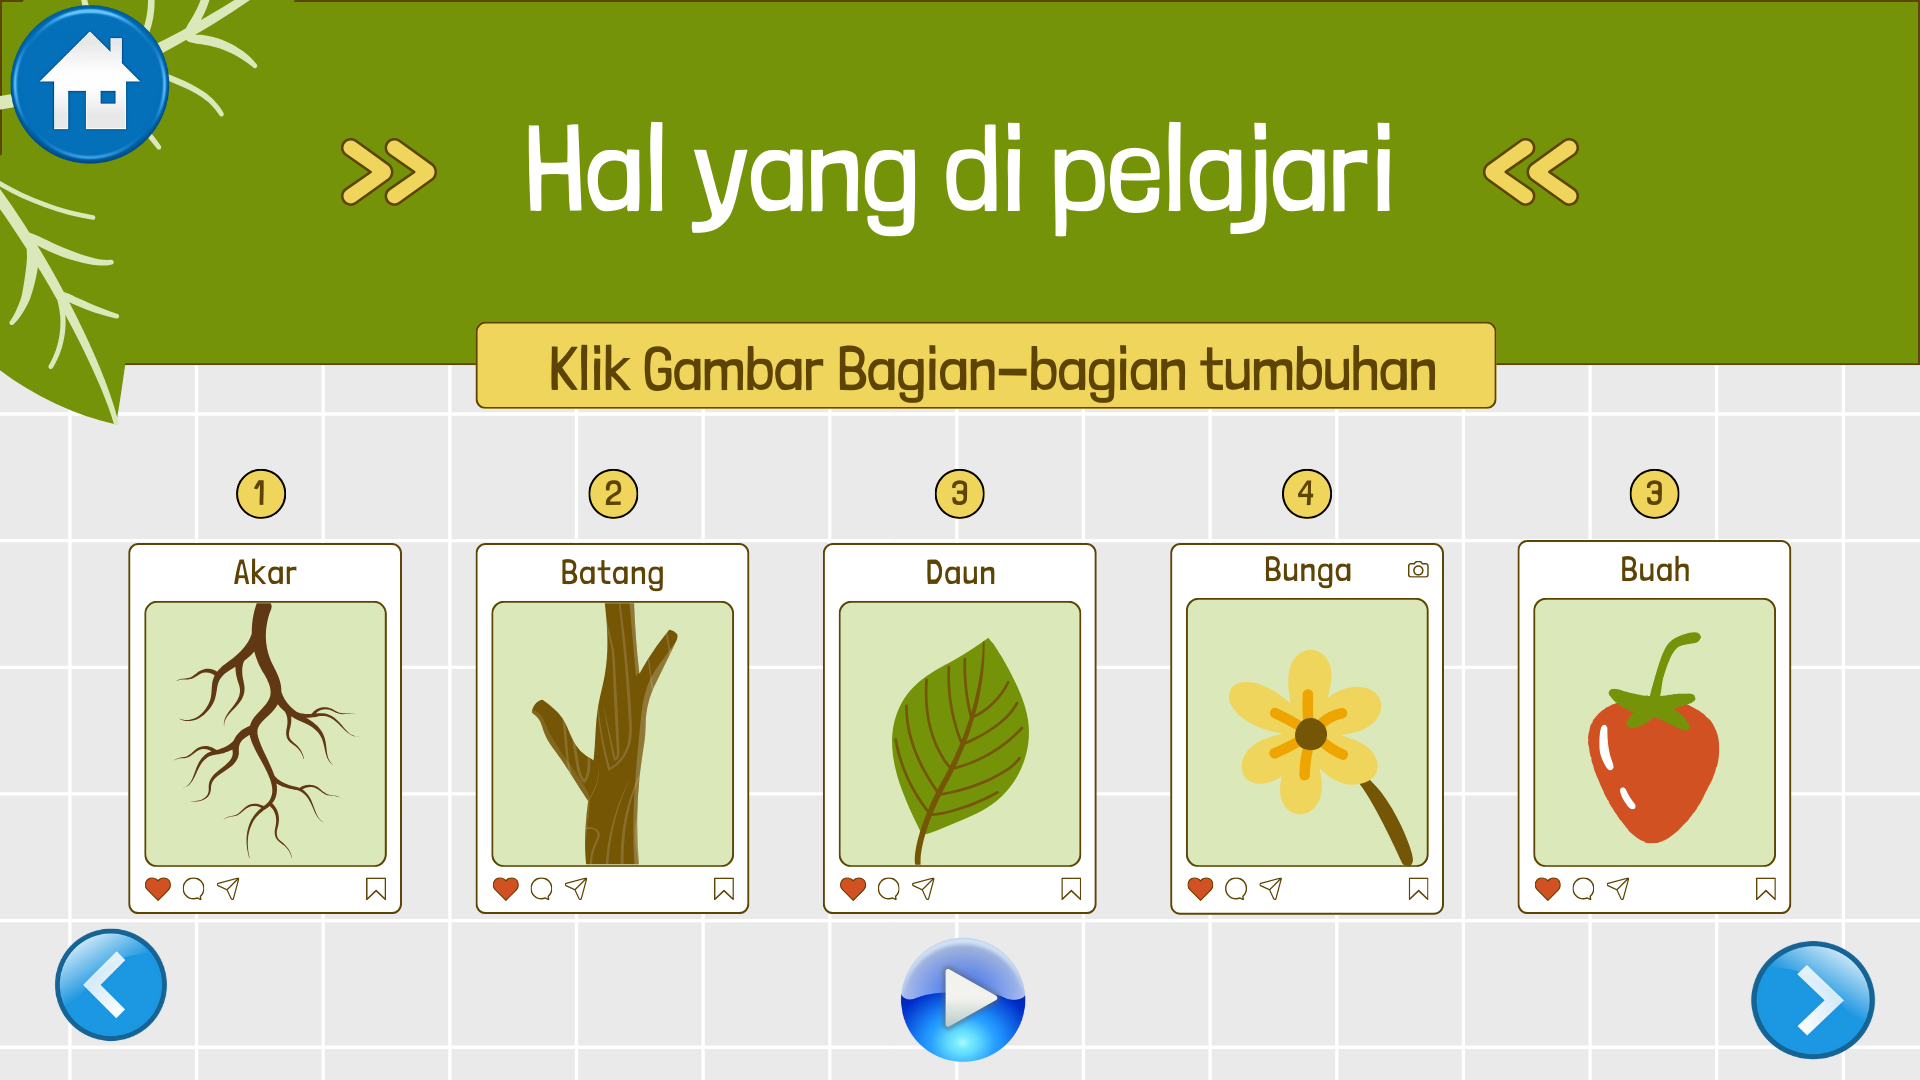 Hal yang di pelajari
Klik Gambar Bagian-bagian tumbuhan
1
2
3
4
3
Akar
Batang
Daun
Bunga
Buah